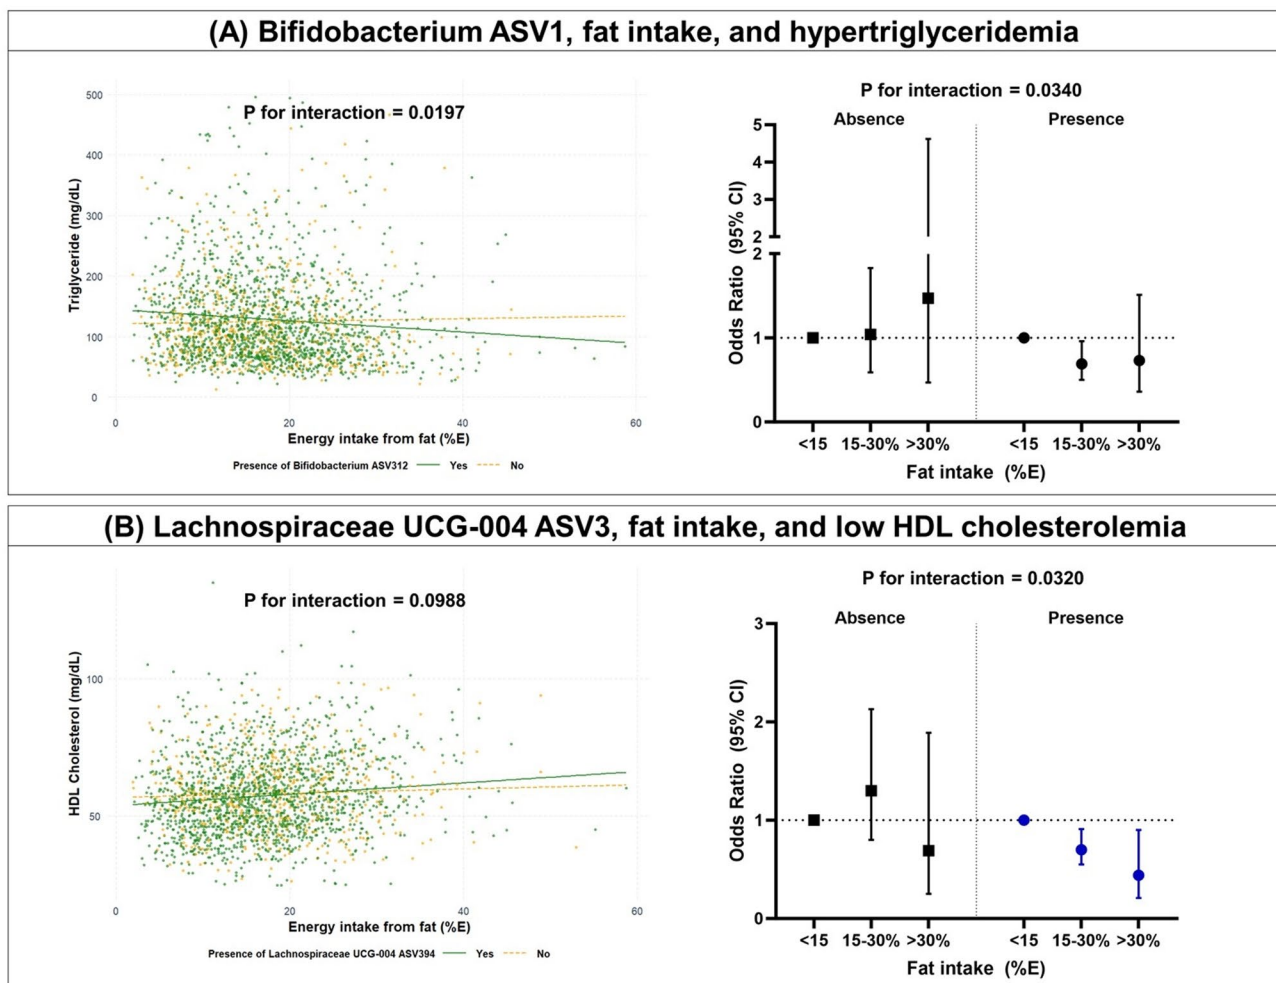 (A) Bifidobacterium ASV1, fat intake, and hypertriglyceridemia
P for interaction = 0.0197
500
400
300
200
100
0
Triglyceride (mg/dL)
0 20 40 60
Energy intake from fat (%E)
Presence of Bifidobacterium ASV312 Yes No
P for interaction = 0.0340
Absence Presence
5
4
3
2
2
1
0
Odds Ratio (95% CI)
<15 15-30% >30% <15 15-30% >30%
Fat intake (%E)
(B) Lachnospiraceae UCG-004 ASV3, fat intake, and low HDL cholesterolemia
P for interaction = 0.0988
100
50
HDL Cholesterol (mg/dL)
0 20 40 60
Energy intake from fat (%E)
Presence of Lachnospiraceae UCG-004 ASV394 Yes No
P for interaction = 0.0320
Absence Presence
3
2
1
0
Odds Ratio (95% CI)
<15 15-30% >30% <15 15-30% >30%
Fat intake (%E)